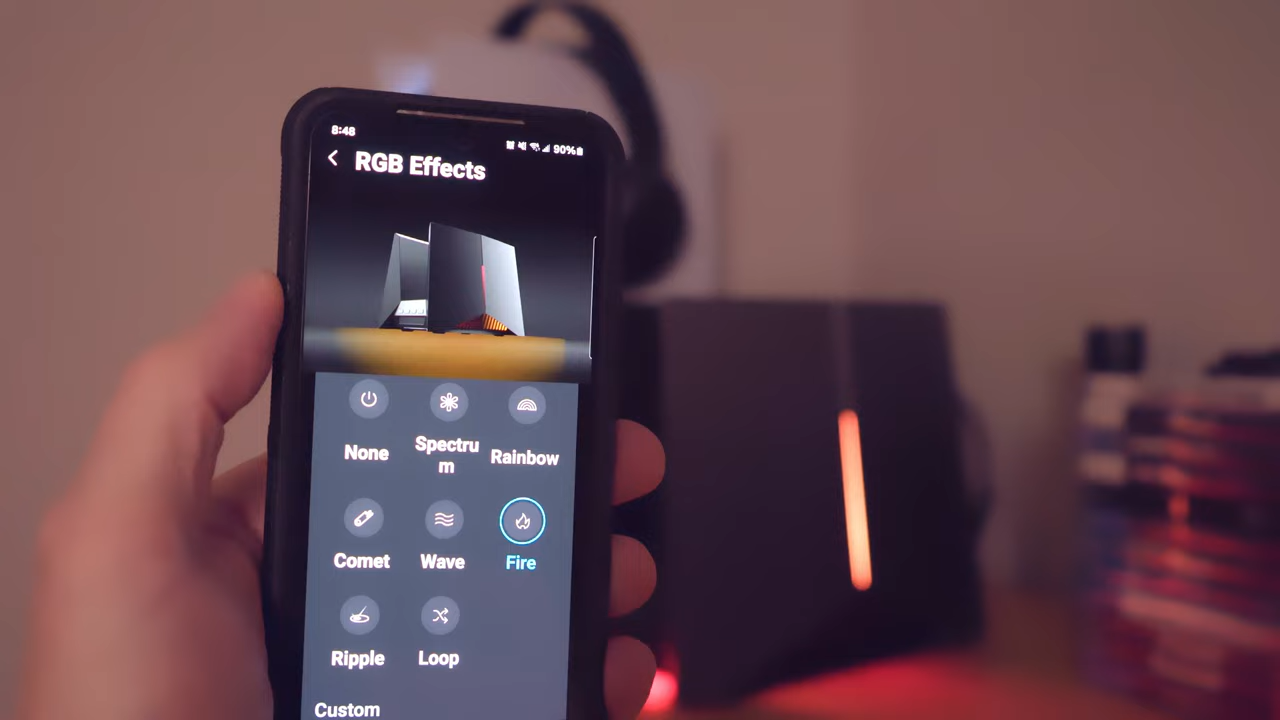 8:48
90%
RGB Effects
None
Spectru
m
Rainbow
Comet
Wave
Fire
Ripple
Loop
Custom